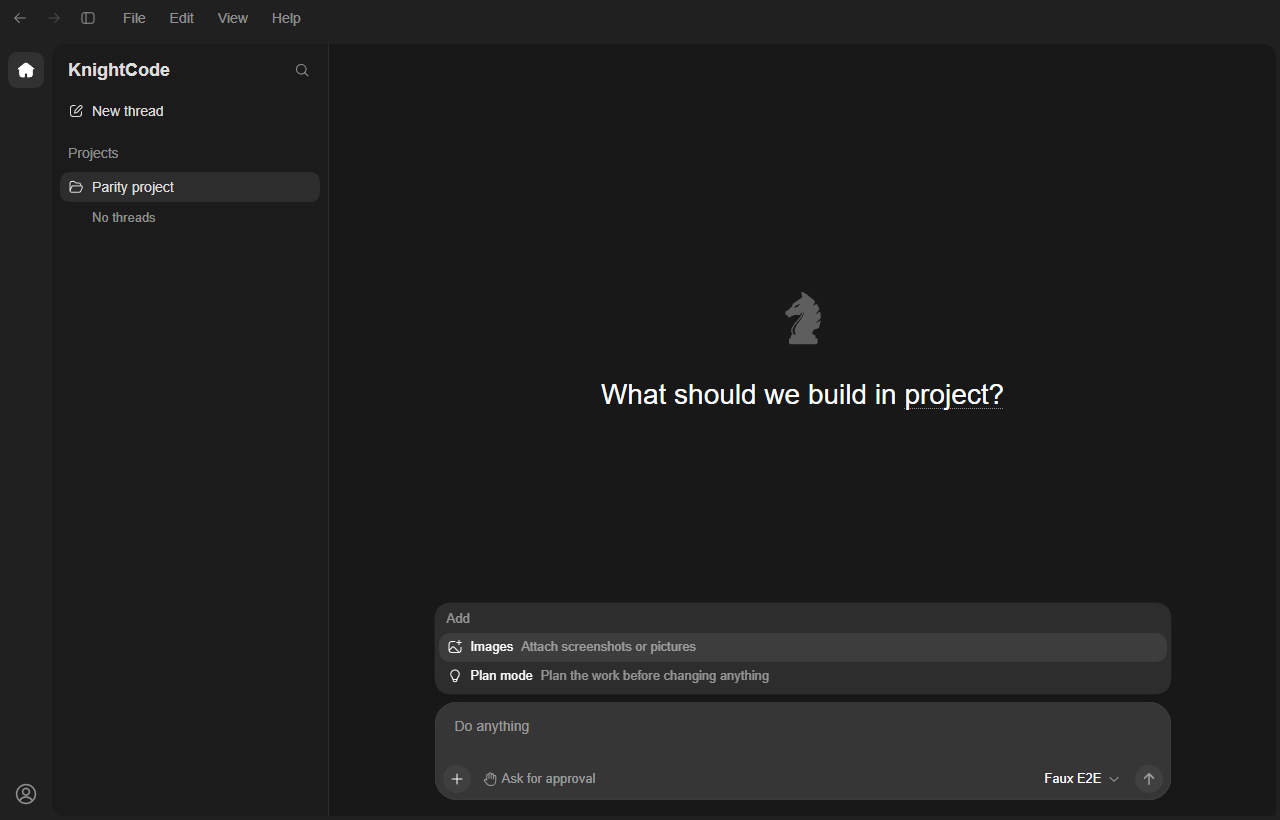 File Edit View Help
KnightCode
New thread
Projects
Parity project
No threads
What should we build in project?
Add
Images Attach screenshots or pictures
Plan mode Plan the work before changing anything
Do anything
Ask for approval
Faux E2E